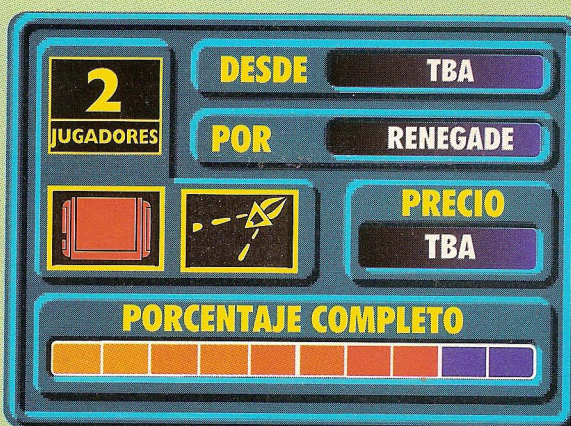 2
JUGADORES
DESDE TBA
POR RENEGADE
PRECIO
TBA
PORCENTAJE COMPLETO